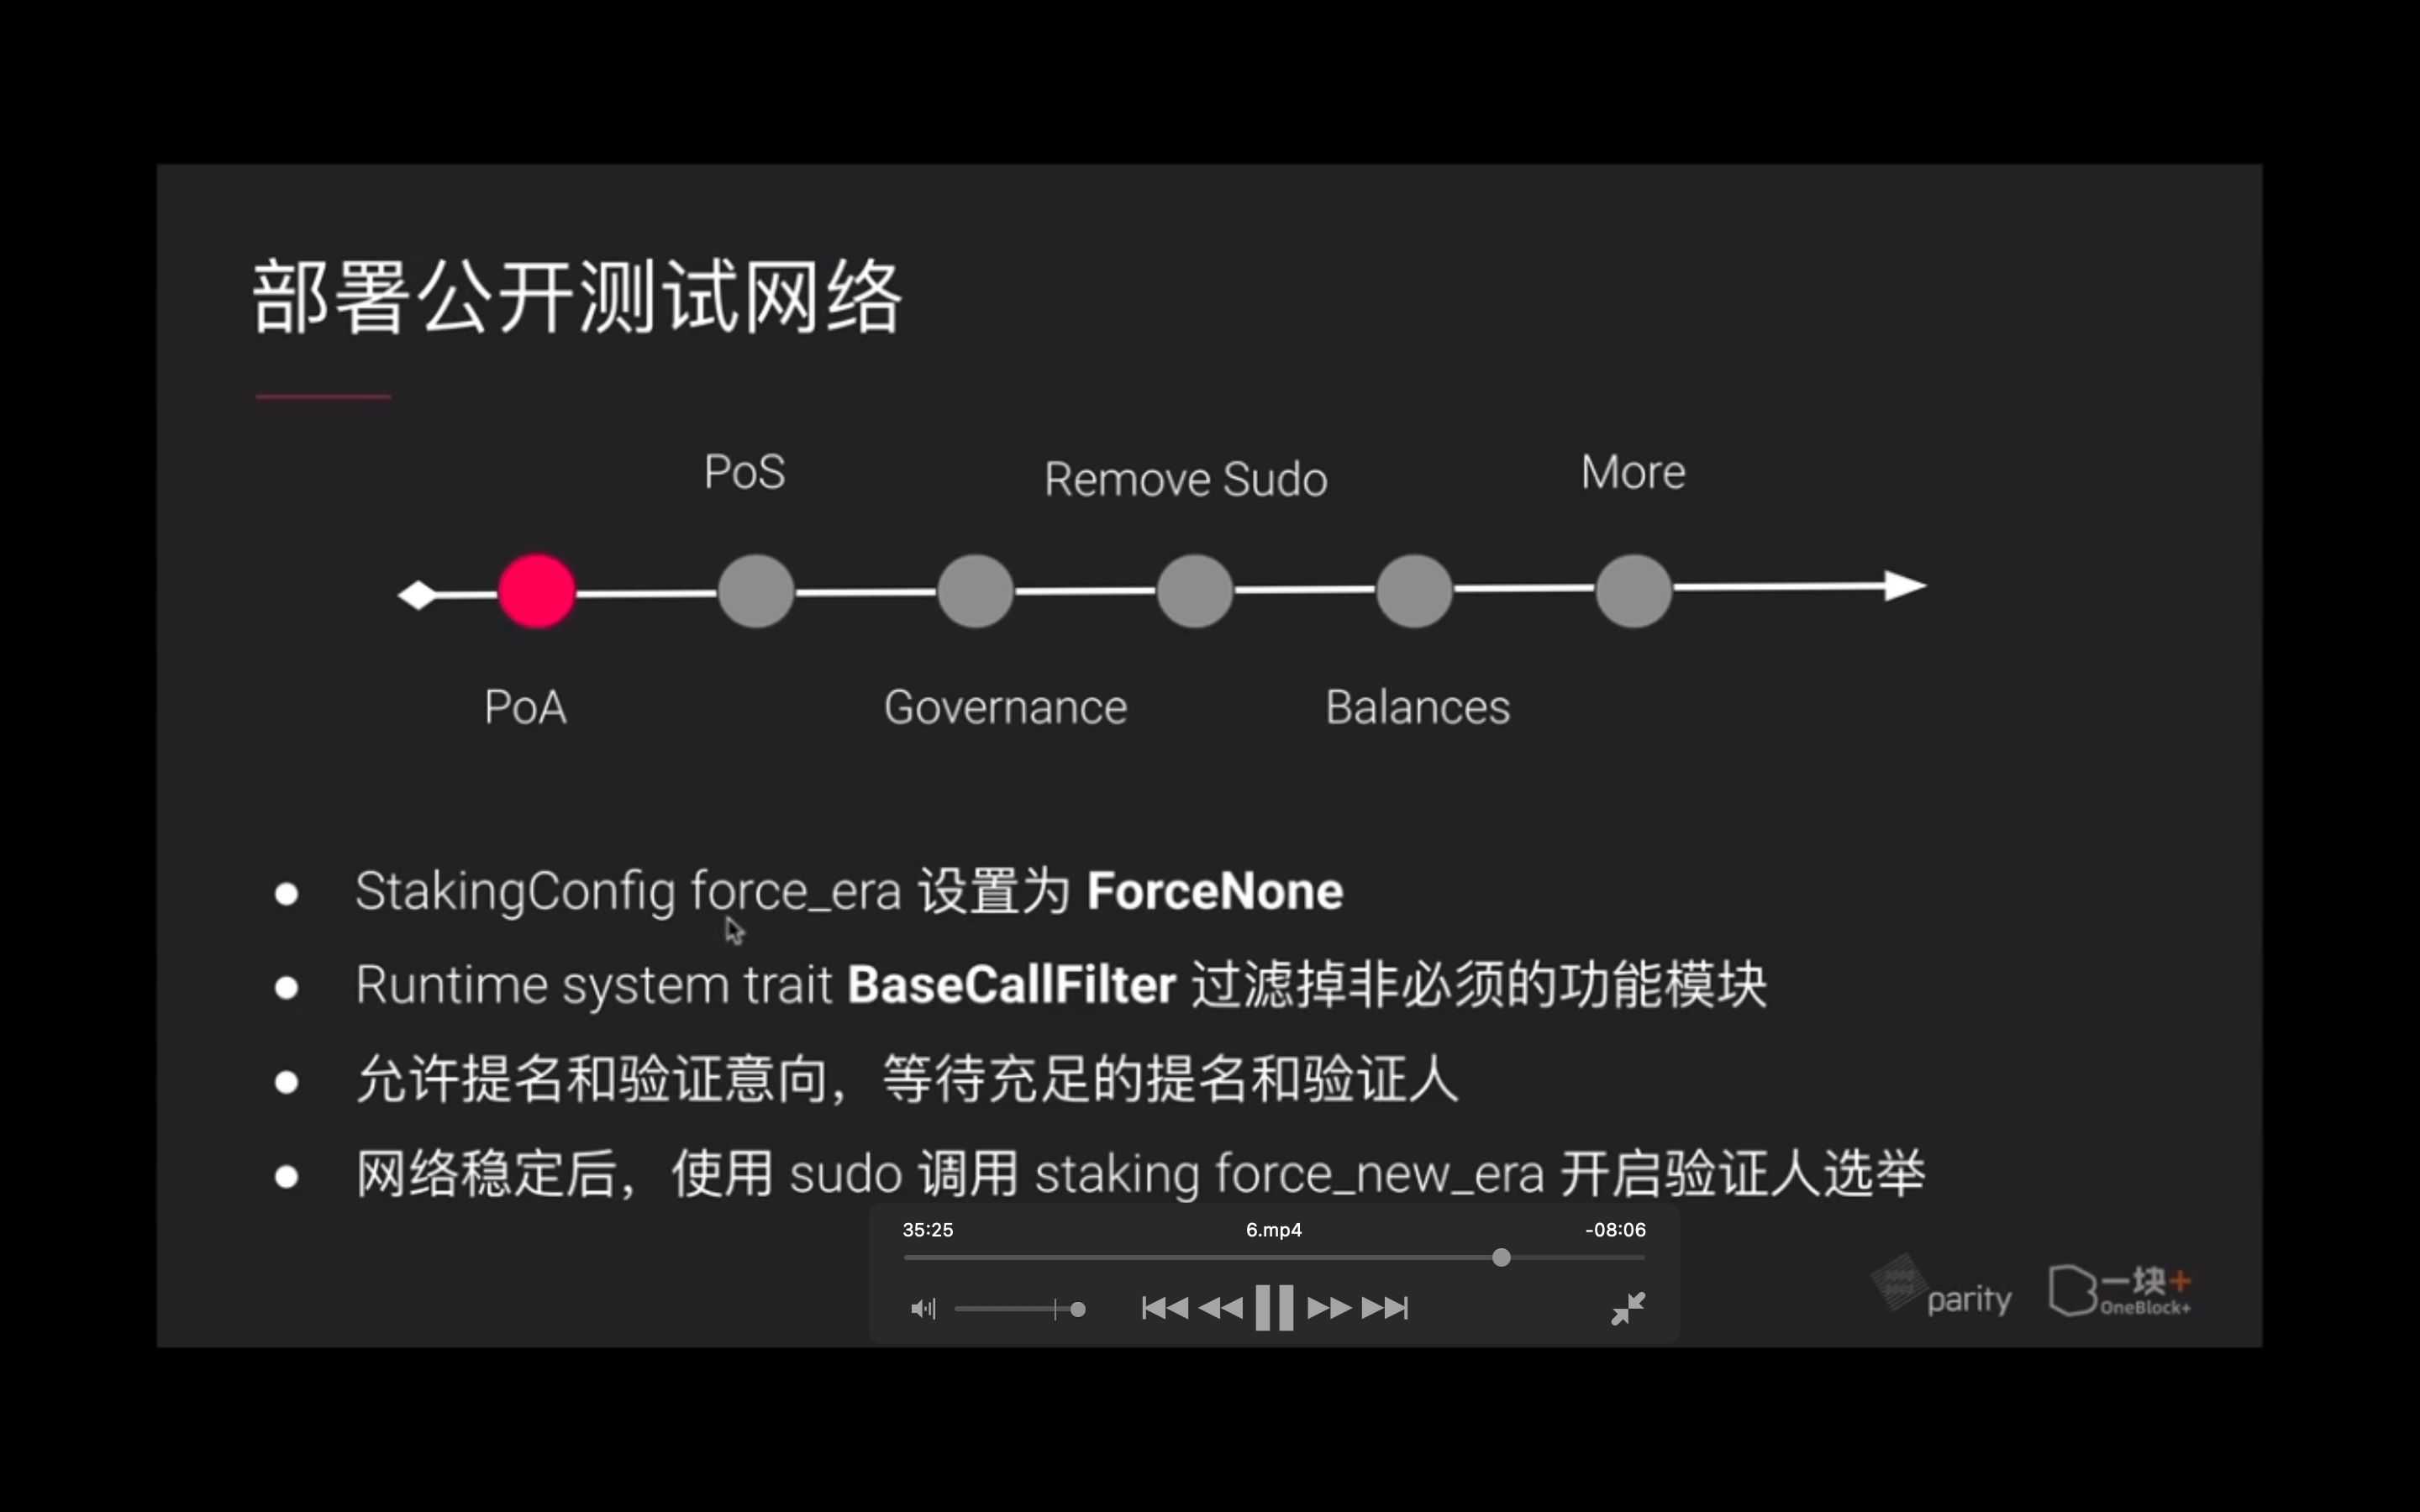 部署公开测试网络
PoS
Remove Sudo
More
PoA
Governance
Balances
StakingConfig force_era 设置为 ForceNone
Runtime system trait BaseCallFilter 过滤掉非必须的功能模块
允许提名和验证意向，等待充足的提名和验证人
网络稳定后，使用 sudo 调用 staking force_new_era 开启验证人选举
35:25
6.mp4
-08:06
parity
一块+
OneBlock+